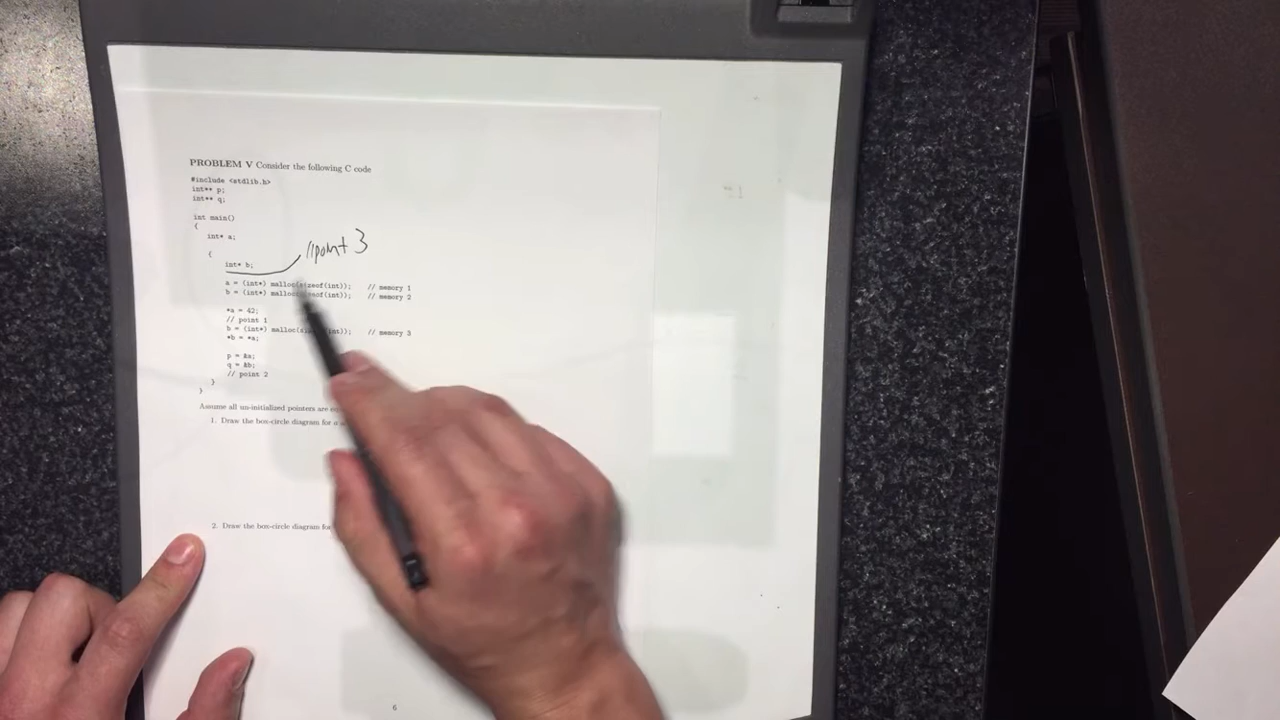 PROBLEM V Consider the following C code
#include <stdlib.h>
int** p;
int** q;
int main()
{
int* a;
{
//point 3
int* b;
a = (int*) malloc(sizeof(int)); // memory 1
b = (int*) malloc(sizeof(int)); // memory 2
*a = 42;
// point 1
b = (int*) malloc(sizeof(int)); // memory 3
*b = *a;
p = &a;
q = &b;
// point 2
}
}
Assume all un-initialized pointers are
1. Draw the box-circle diagram for a
2. Draw the box-circle diagram for
6